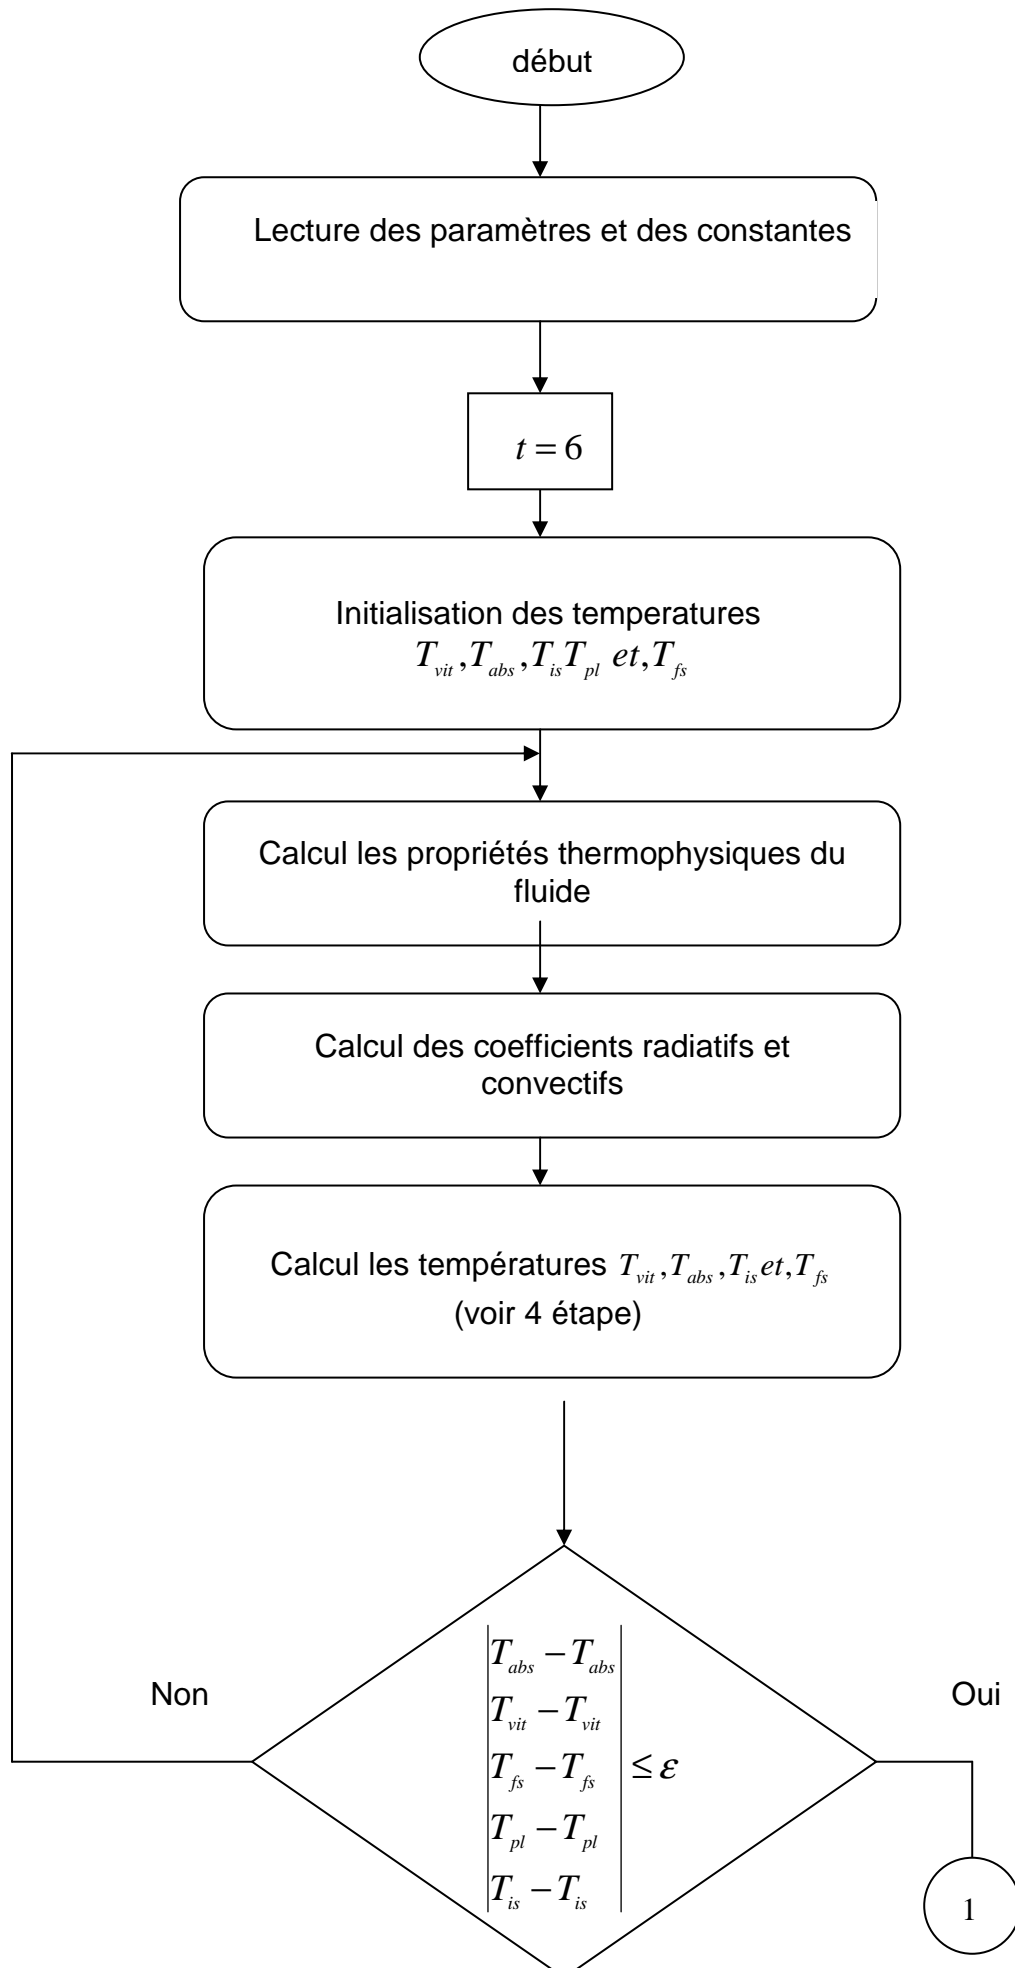 début
Lecture des paramètres et des constantes
t = 6
Initialisation des temperatures
T_vit, T_abs, T_is T_pl et, T_fs
Calcul les propriétés thermophysiques du
fluide
Calcul des coefficients radiatifs et
convectifs
Calcul les températures T_vit, T_abs, T_is et, T_fs
(voir 4 étape)
Non
Oui
|T_abs − T_abs|
|T_vit − T_vit|
|T_fs − T_fs| ≤ ε
|T_pl − T_pl|
|T_is − T_is|
1